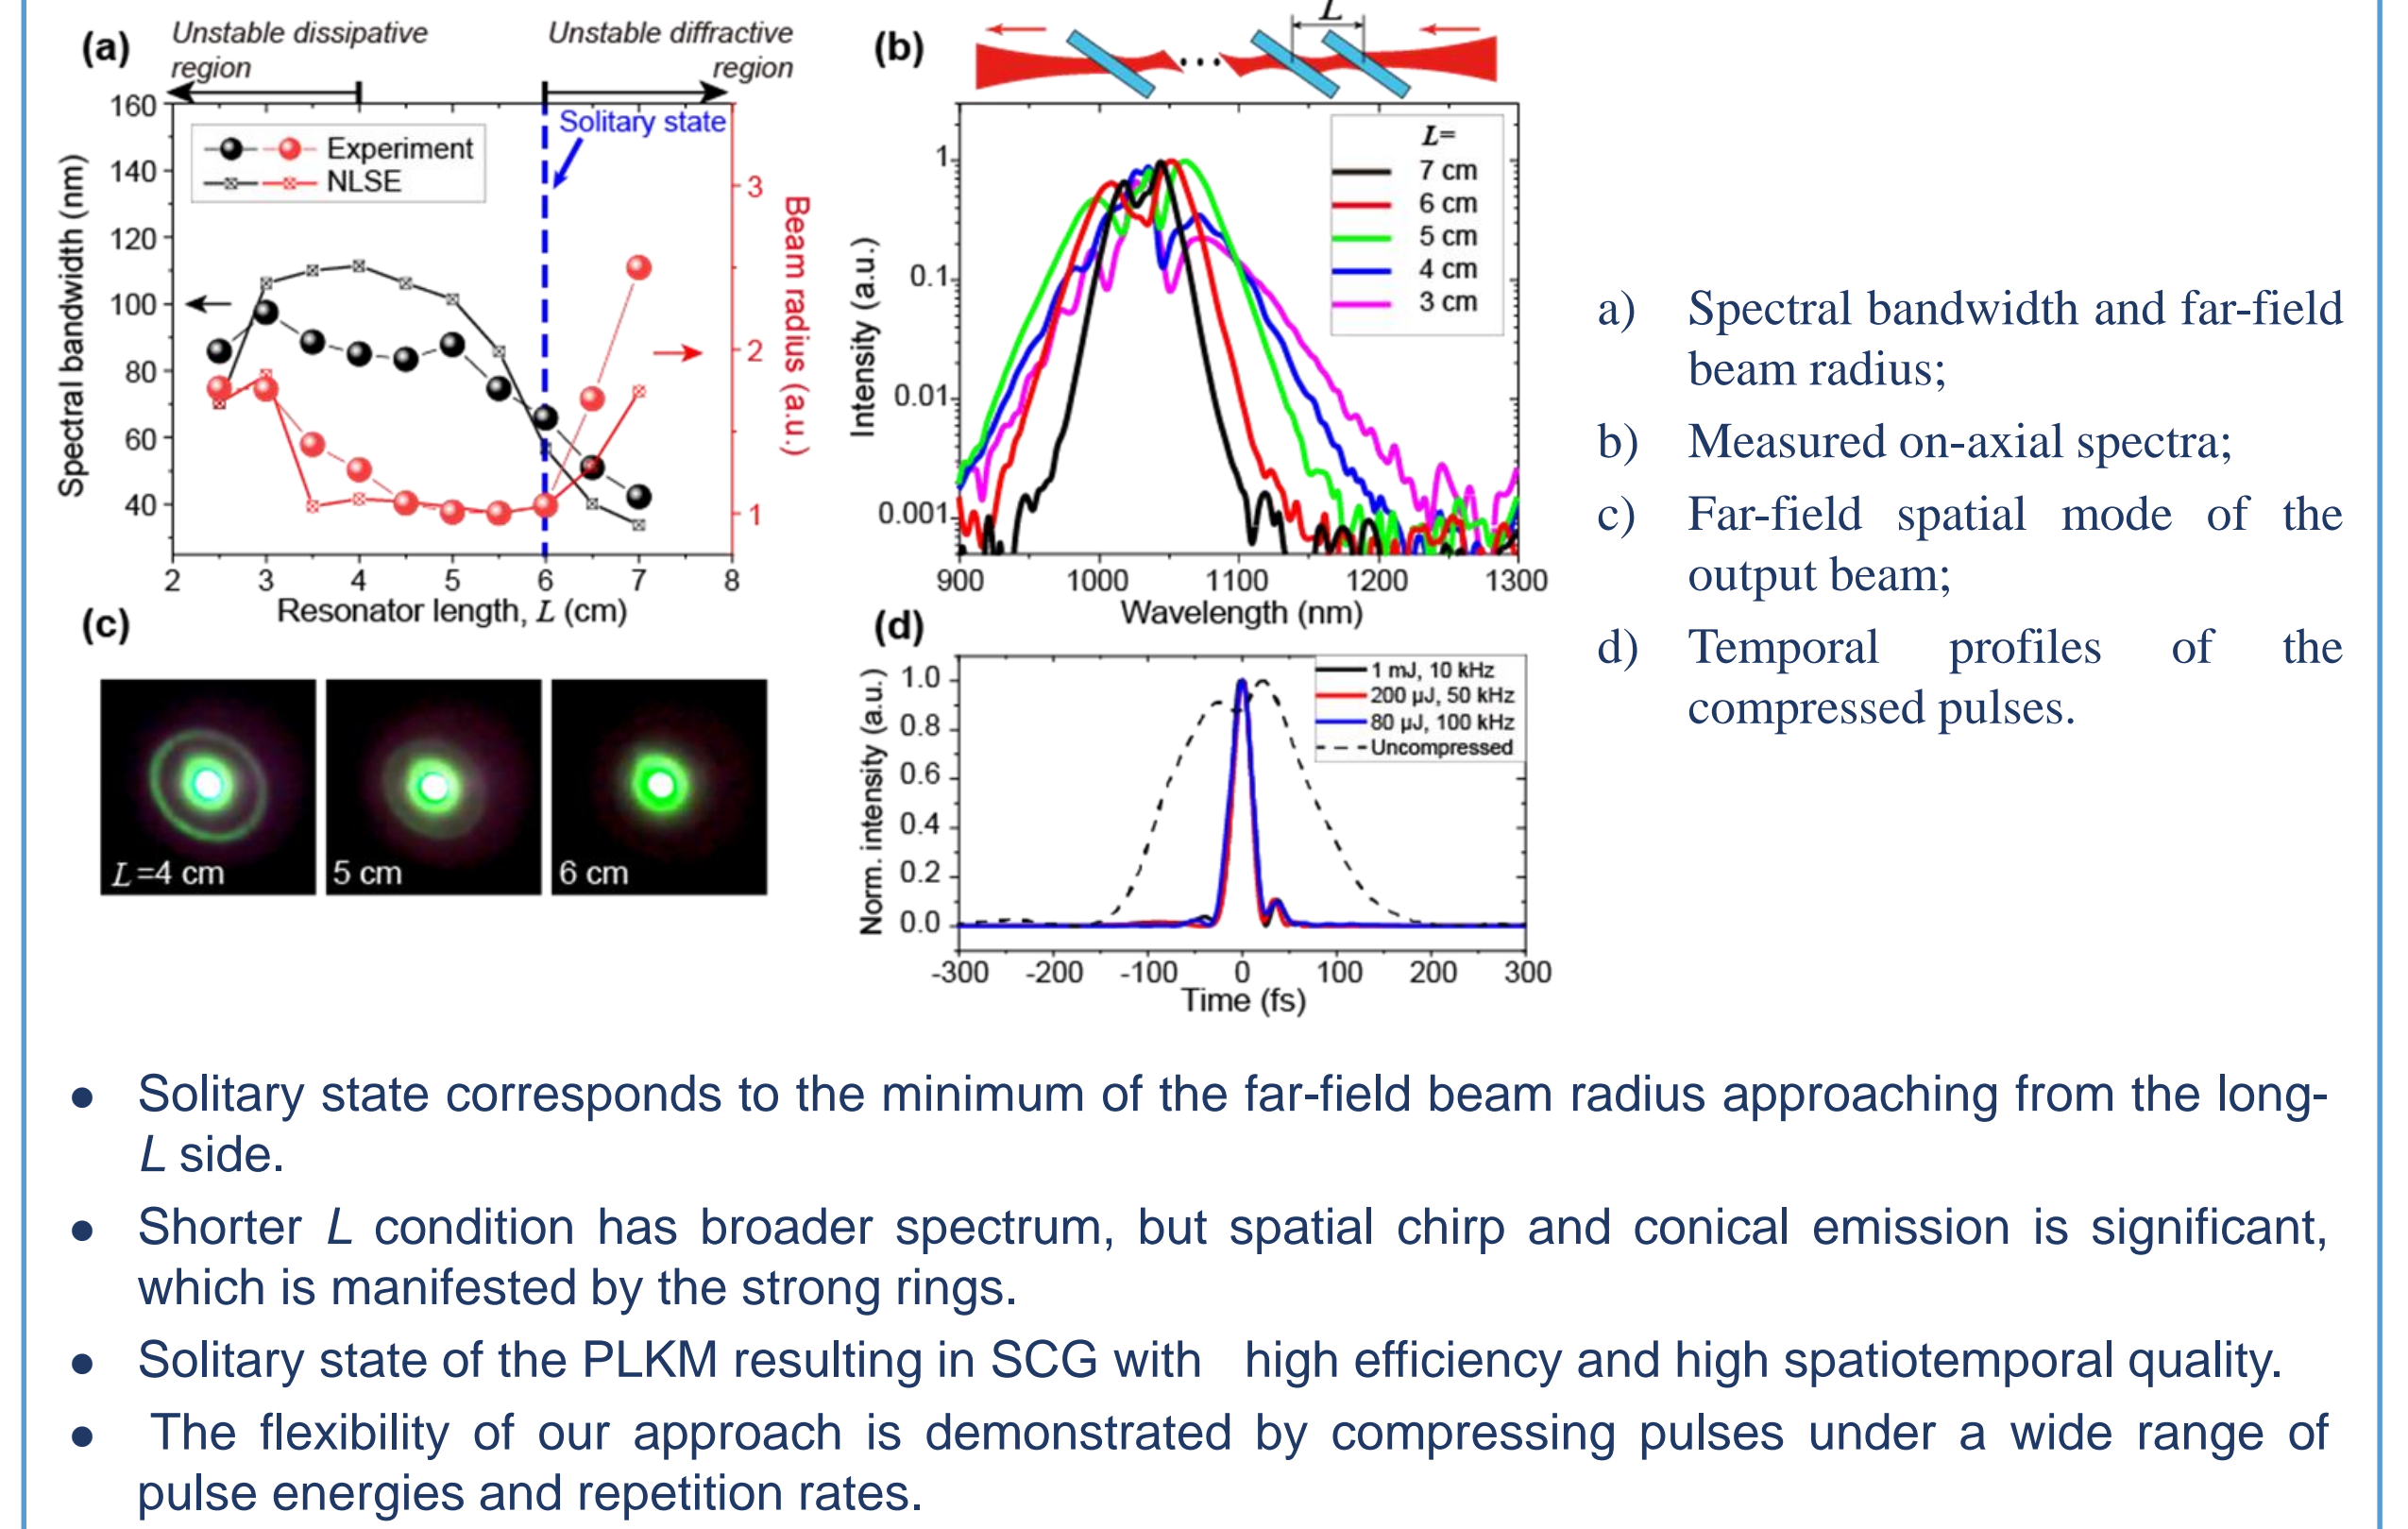 (a)
Unstable dissipative
region
Unstable diffractive
region
Solitary state
Experiment
NLSE
160
140
120
100
80
60
40
Spectral bandwidth (nm)
3
2
1
Beam radius (a.u.)
2 3 4 5 6 7 8
Resonator length, L (cm)
(b)
L
L=
7 cm
6 cm
5 cm
4 cm
3 cm
1
0.1
0.01
0.001
Intensity (a.u.)
900 1000 1100 1200 1300
Wavelength (nm)
(c)
L=4 cm
5 cm
6 cm
(d)
1 mJ, 10 kHz
200 μJ, 50 kHz
80 μJ, 100 kHz
Uncompressed
1.0
0.8
0.6
0.4
0.2
0.0
Norm. intensity (a.u.)
-300 -200 -100 0 100 200 300
Time (fs)
a) Spectral bandwidth and far-field
beam radius;
b) Measured on-axial spectra;
c) Far-field spatial mode of the
output beam;
d) Temporal profiles of the
compressed pulses.
● Solitary state corresponds to the minimum of the far-field beam radius approaching from the long-
L side.
● Shorter L condition has broader spectrum, but spatial chirp and conical emission is significant,
which is manifested by the strong rings.
● Solitary state of the PLKM resulting in SCG with high efficiency and high spatiotemporal quality.
● The flexibility of our approach is demonstrated by compressing pulses under a wide range of
pulse energies and repetition rates.